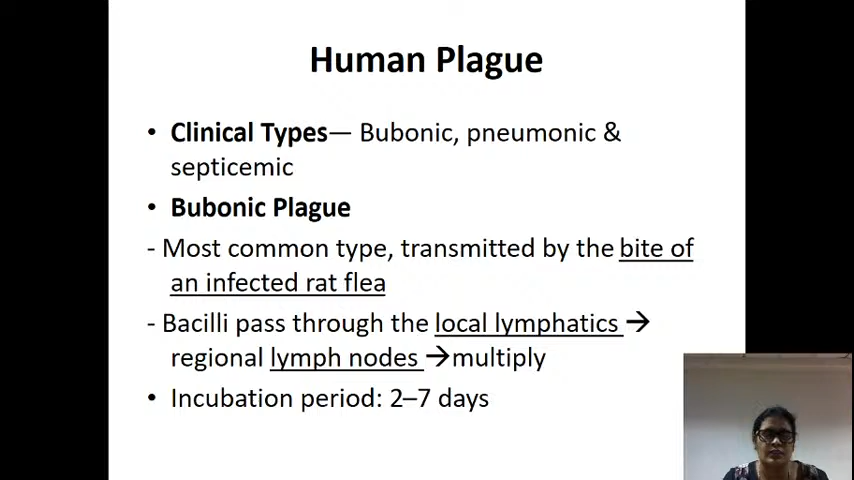 Human Plague
• Clinical Types— Bubonic, pneumonic &
septicemic
• Bubonic Plague
- Most common type, transmitted by the bite of
an infected rat flea
- Bacilli pass through the local lymphatics →
regional lymph nodes →multiply
• Incubation period: 2–7 days